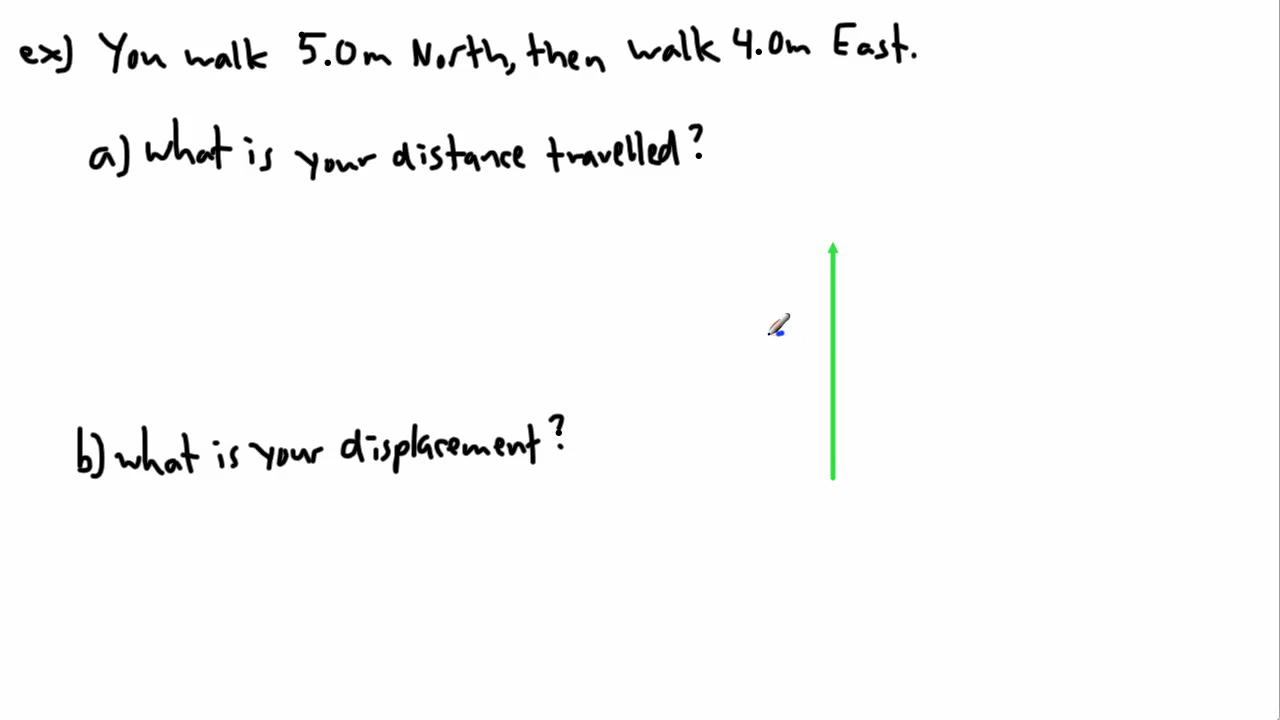 ex) You walk 5.0m North, then walk 4.0m East.
a) what is your distance travelled?
b) what is your displacement?